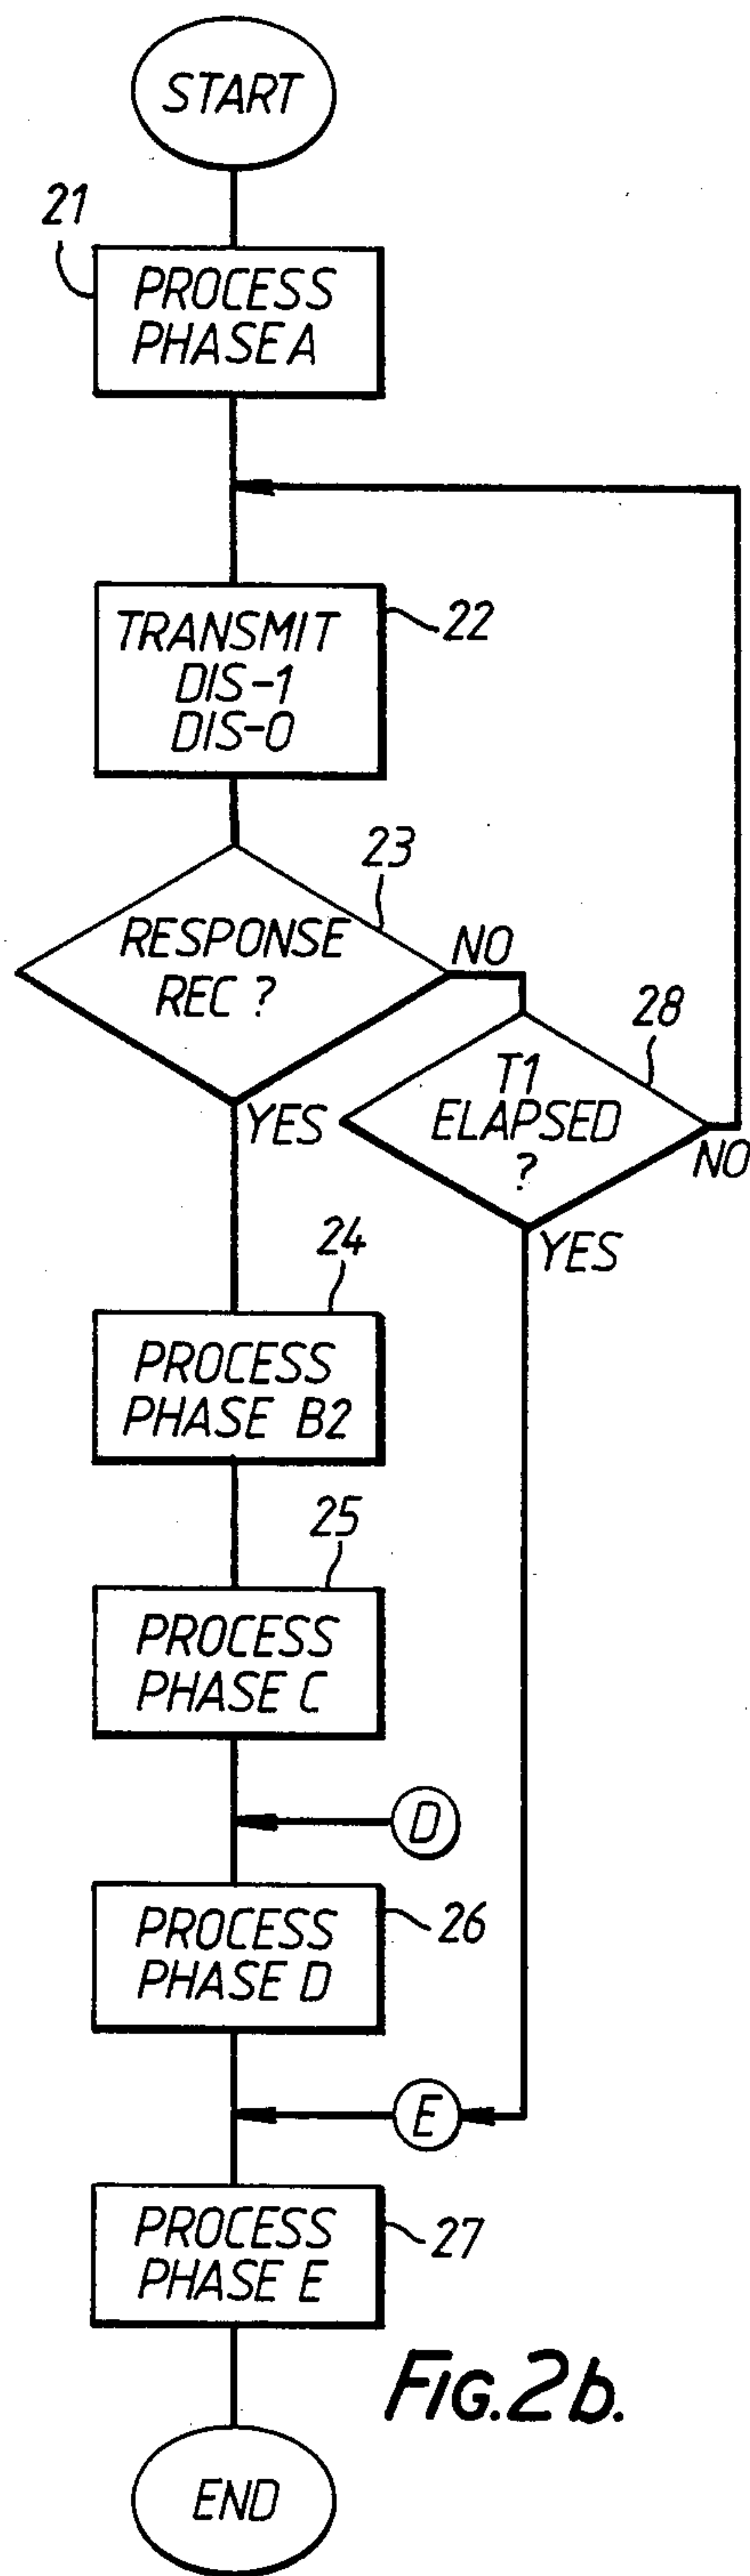 START
21
PROCESS
PHASE A
TRANSMIT
DIS-1
DIS-0
22
23
RESPONSE
REC ?
NO
YES
28
T1
ELAPSED
?
NO
YES
24
PROCESS
PHASE B2
25
PROCESS
PHASE C
D
PROCESS
PHASE D
26
E
PROCESS
PHASE E
27
FIG. 2b.
END